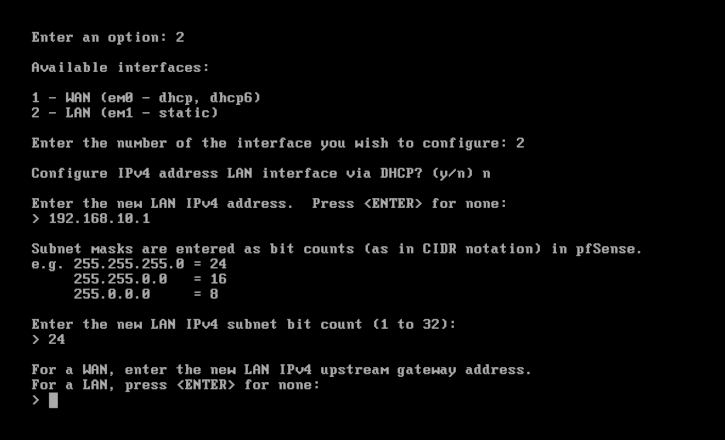 Enter an option: 2
Available interfaces:
1 - WAN (em0 - dhcp, dhcp6)
2 - LAN (em1 - static)
Enter the number of the interface you wish to configure: 2
Configure IPv4 address LAN interface via DHCP? (y/n) n
Enter the new LAN IPv4 address.  Press <ENTER> for none:
> 192.168.10.1
Subnet masks are entered as bit counts (as in CIDR notation) in pfSense.
e.g. 255.255.255.0 = 24
     255.255.0.0   = 16
     255.0.0.0     = 8
Enter the new LAN IPv4 subnet bit count (1 to 32):
> 24
For a WAN, enter the new LAN IPv4 upstream gateway address.
For a LAN, press <ENTER> for none:
>